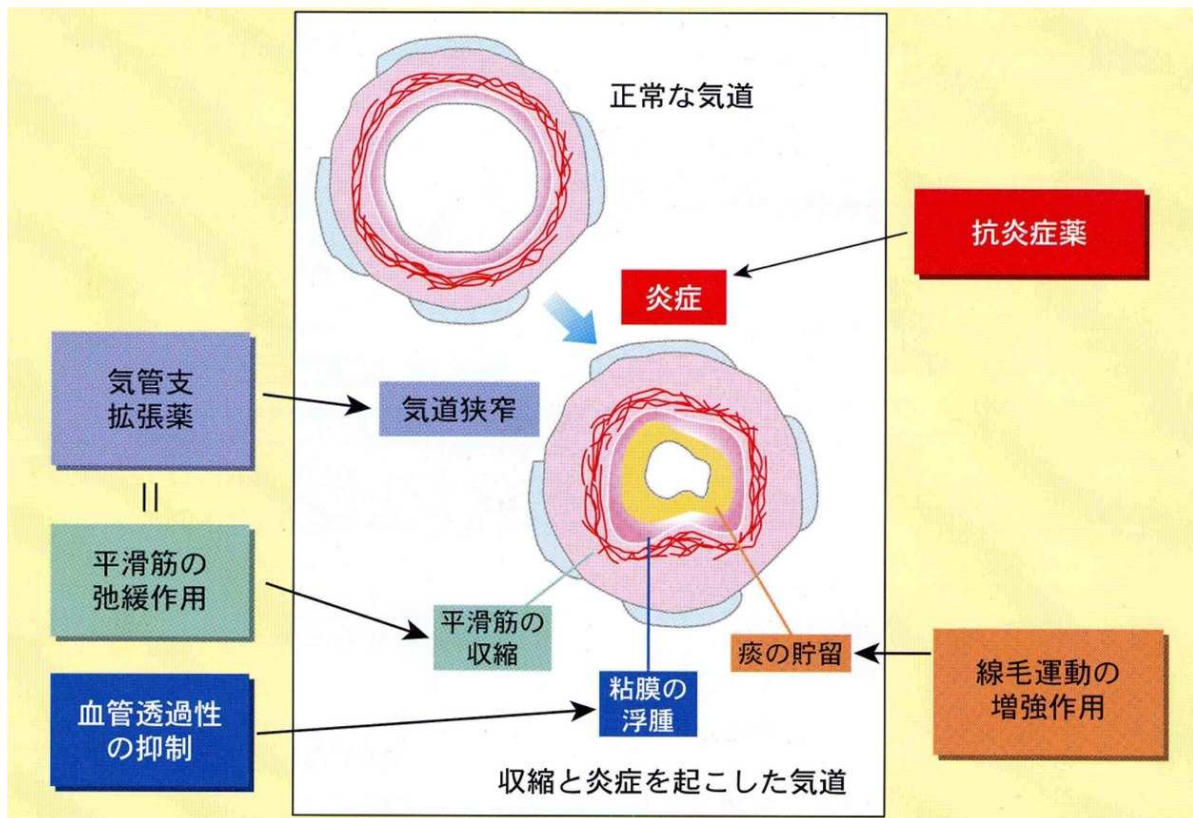 正常な気道
抗炎症薬
炎症
気管支
拡張薬
気道狭窄
||
平滑筋の
弛緩作用
平滑筋の
収縮
痰の貯留
線毛運動の
増強作用
粘膜の
浮腫
血管透過性
の抑制
収縮と炎症を起こした気道